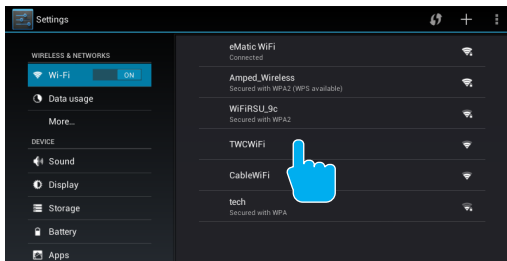 Settings
WIRELESS & NETWORKS
Wi-Fi
ON
Data usage
More...
DEVICE
Sound
Display
Storage
Battery
Apps
eMatic WiFi
Connected
Amped_Wireless
Secured with WPA2 (WPS available)
WiFiRSU_9c
Secured with WPA2
TWCWiFi
CableWiFi
tech
Secured with WPA